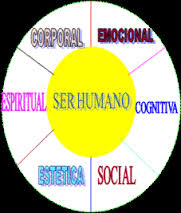 CORPORAL
EMOCIONAL
ESPIRITUAL
SER HUMANO
COGNITIVA
ESTETICA
SOCIAL